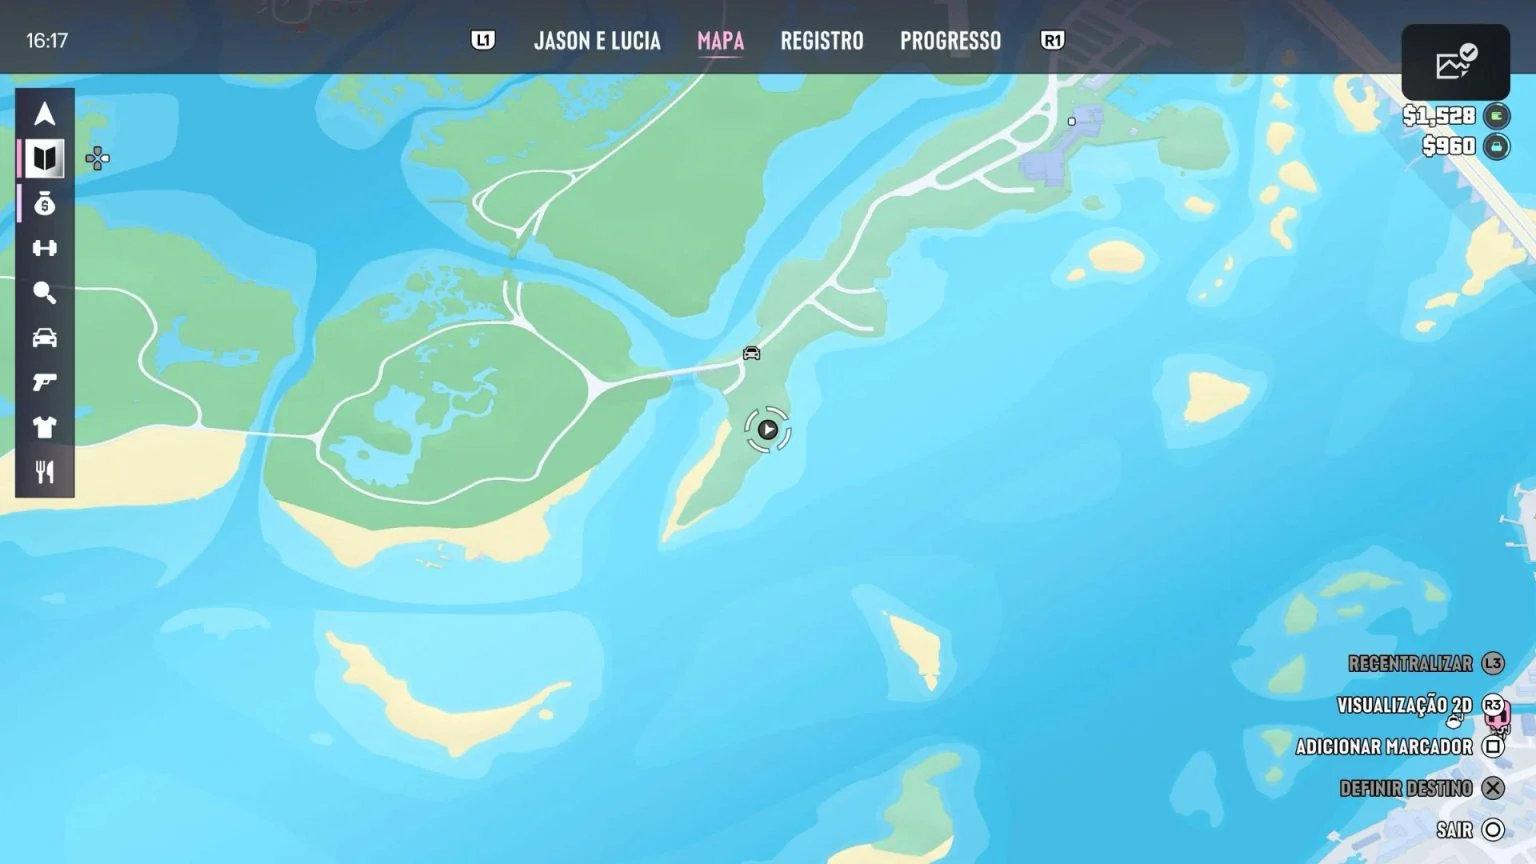 16:17
L1 JASON E LUCIA MAPA REGISTRO PROGRESSO R1
$1,528
$960
RECENTRALIZAR L3
VISUALIZAÇÃO 2D R3
ADICIONAR MARCADOR
DEFINIR DESTINO
SAIR